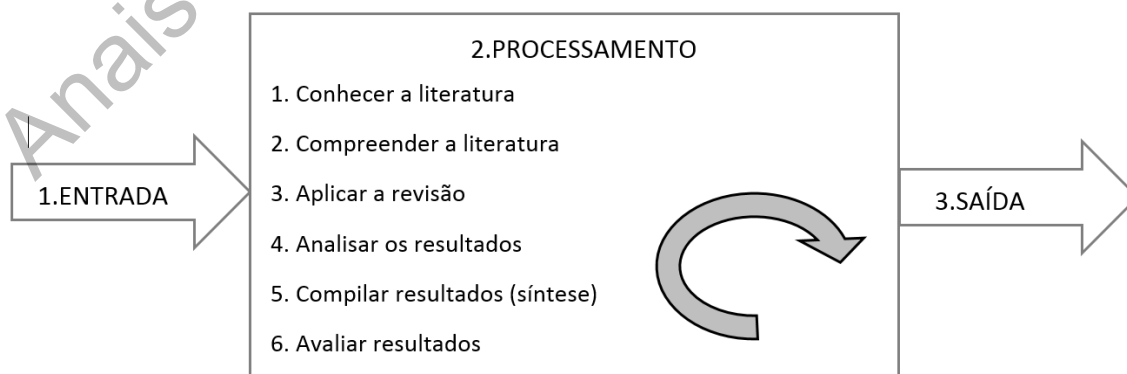 Anais
2.PROCESSAMENTO
1. Conhecer a literatura
2. Compreender a literatura
3. Aplicar a revisão
4. Analisar os resultados
5. Compilar resultados (síntese)
6. Avaliar resultados
1.ENTRADA
3.SAÍDA